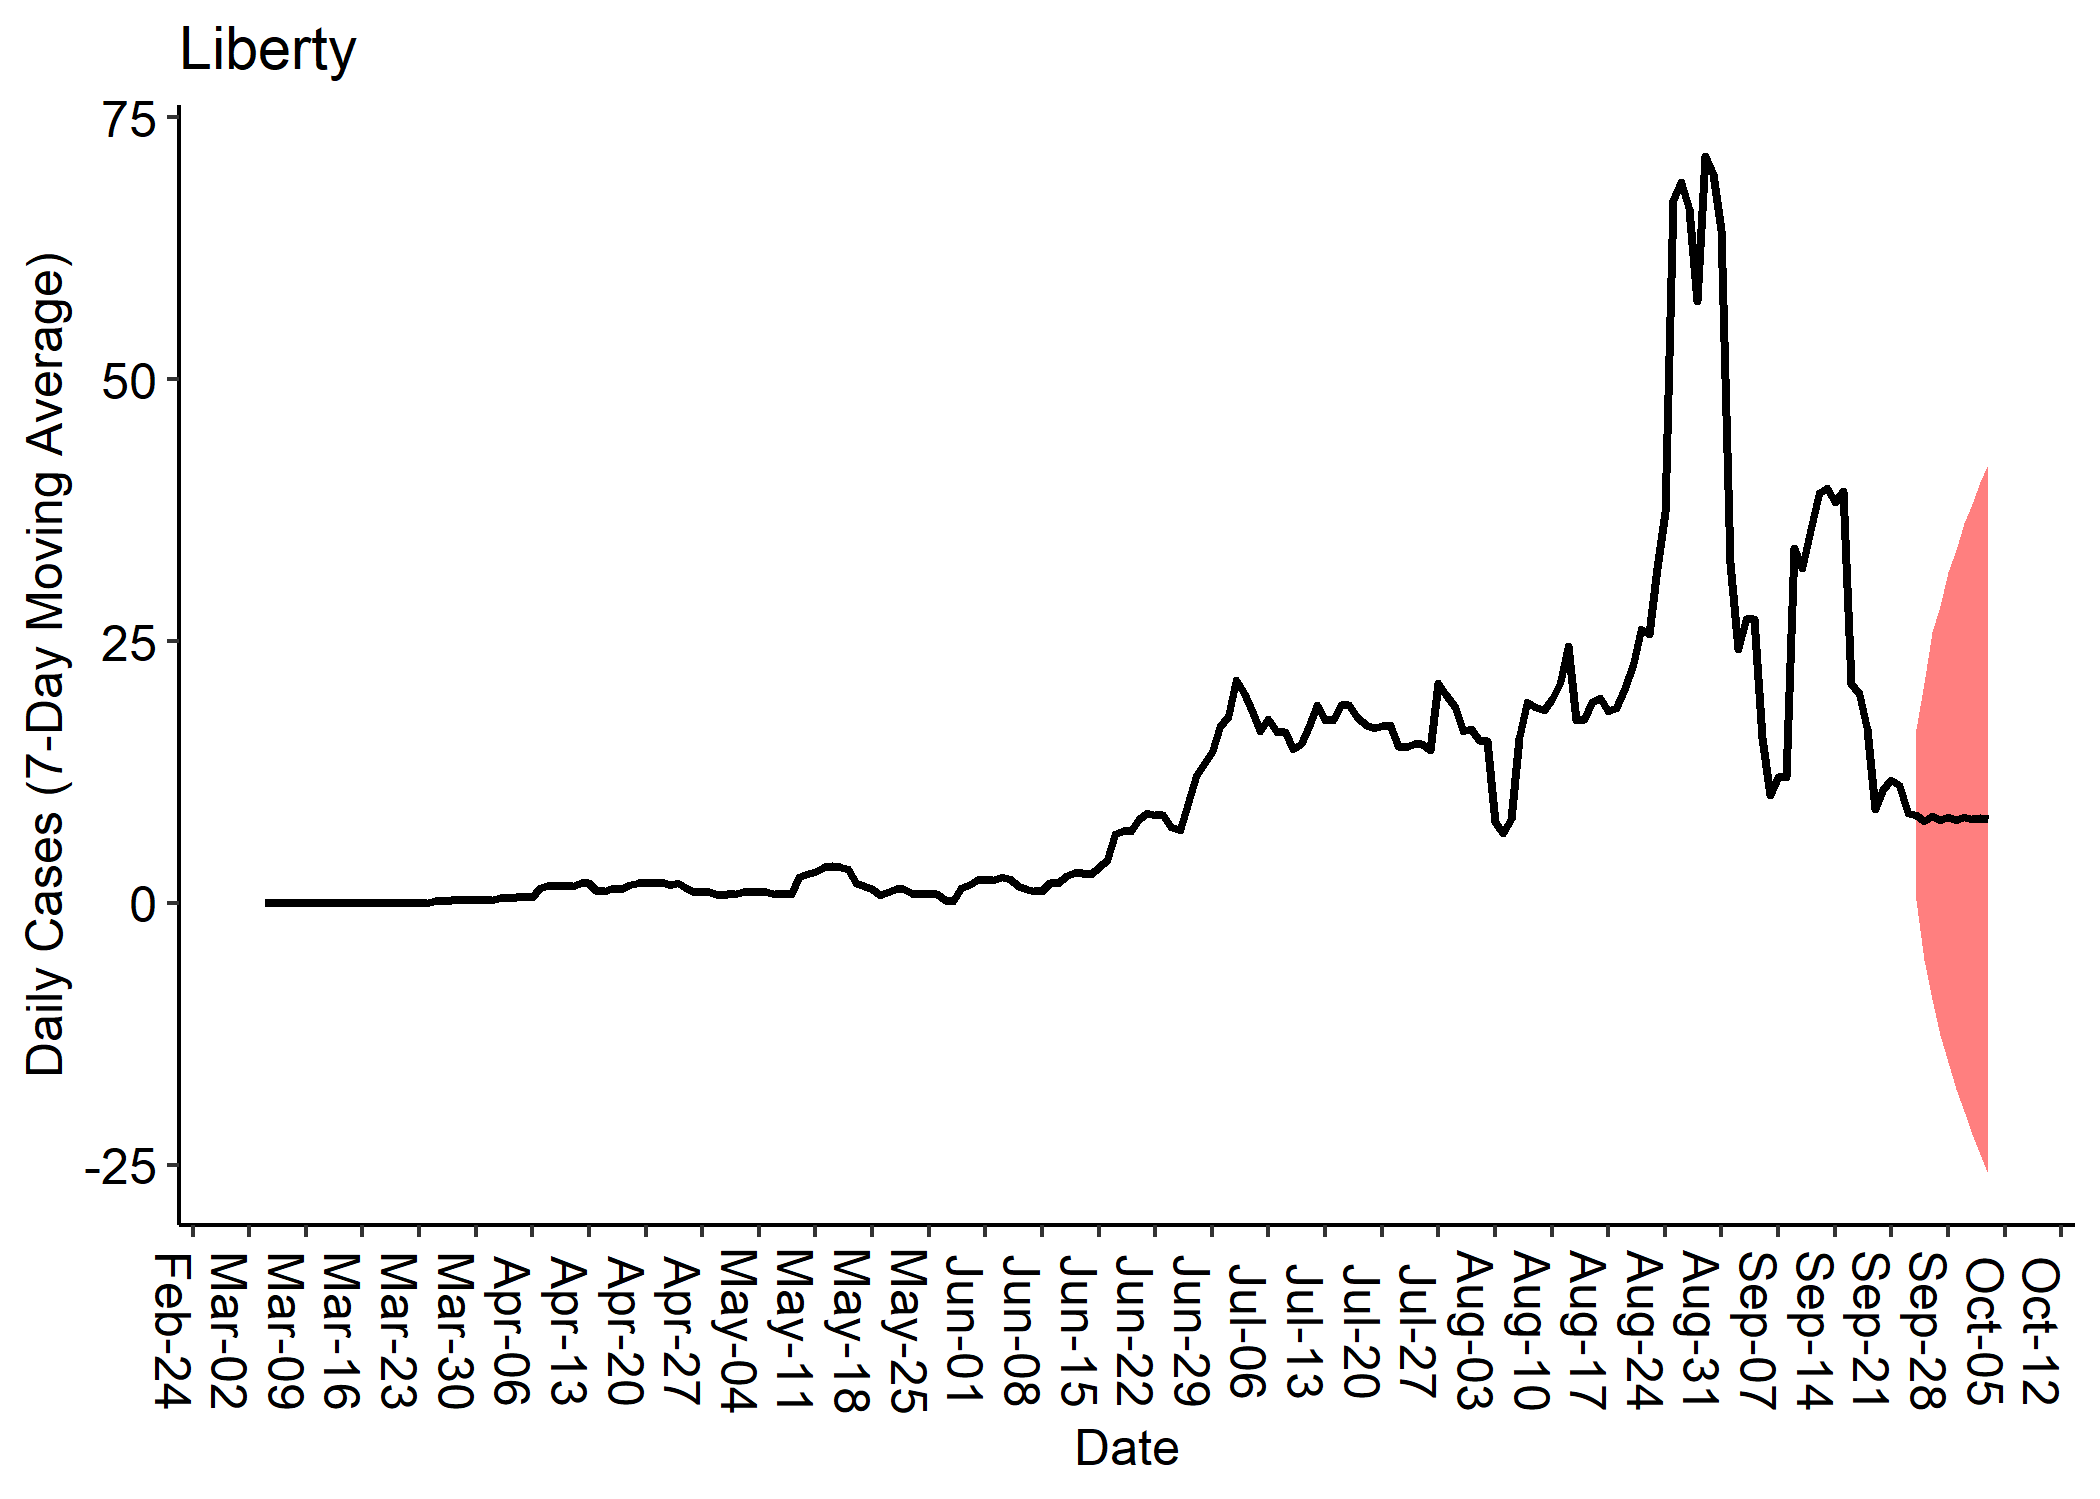 Liberty
75
50
25
0
-25
Daily Cases (7-Day Moving Average)
Feb-24
Mar-02
Mar-09
Mar-16
Mar-23
Mar-30
Apr-06
Apr-13
Apr-20
Apr-27
May-04
May-11
May-18
May-25
Jun-01
Jun-08
Jun-15
Jun-22
Jun-29
Jul-06
Jul-13
Jul-20
Jul-27
Aug-03
Aug-10
Aug-17
Aug-24
Aug-31
Sep-07
Sep-14
Sep-21
Sep-28
Oct-05
Oct-12
Date